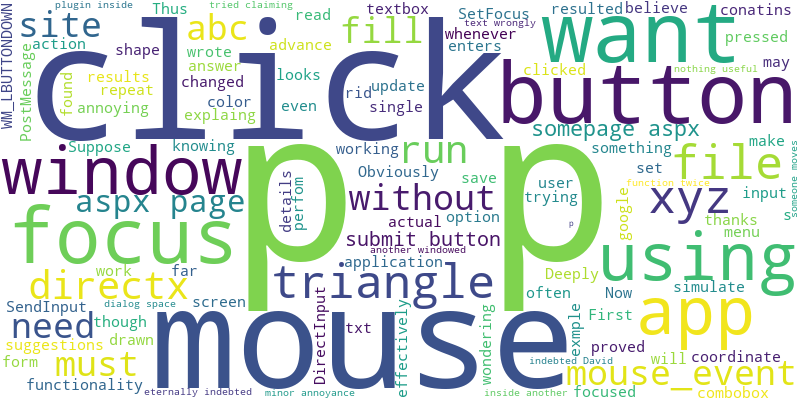 plugin inside
tried claiming
WM_LBUTTONDOWN
Thus
read
textbox
SetFocus
resulted
believe
conatins
site
action
wrote
abc
fill
advance
whenever
text wrongly
click
want
pressed
PostMessage
shape
answer
looks
enters
clicked
nothing useful
may
found
results
repeat
changed
rid
update
color
even
single
button
annoying
explaing
somepage aspx
Suppose
knowing
working
run
something
make
window
Obviously
save
set
file
function twice
someone moves
aspx page
details
perfom
without
user
trying
xyz
input
s
p
p
actual
option
google
menu
thanks
focus
submit button
p
another windowed
using
work
far
application
Deeply
simulate
directx
triangle
often
Now
though
screen
wondering
SendInput
dialog space
drawn
DirectInput
txt
effectively
exmple
First
app
need
mouse
proved
will
coordinate
suggestions
indebted David
form
must
mouse_event
functionality
eternally indebted
minor annoyance
inside another
focused
combobox